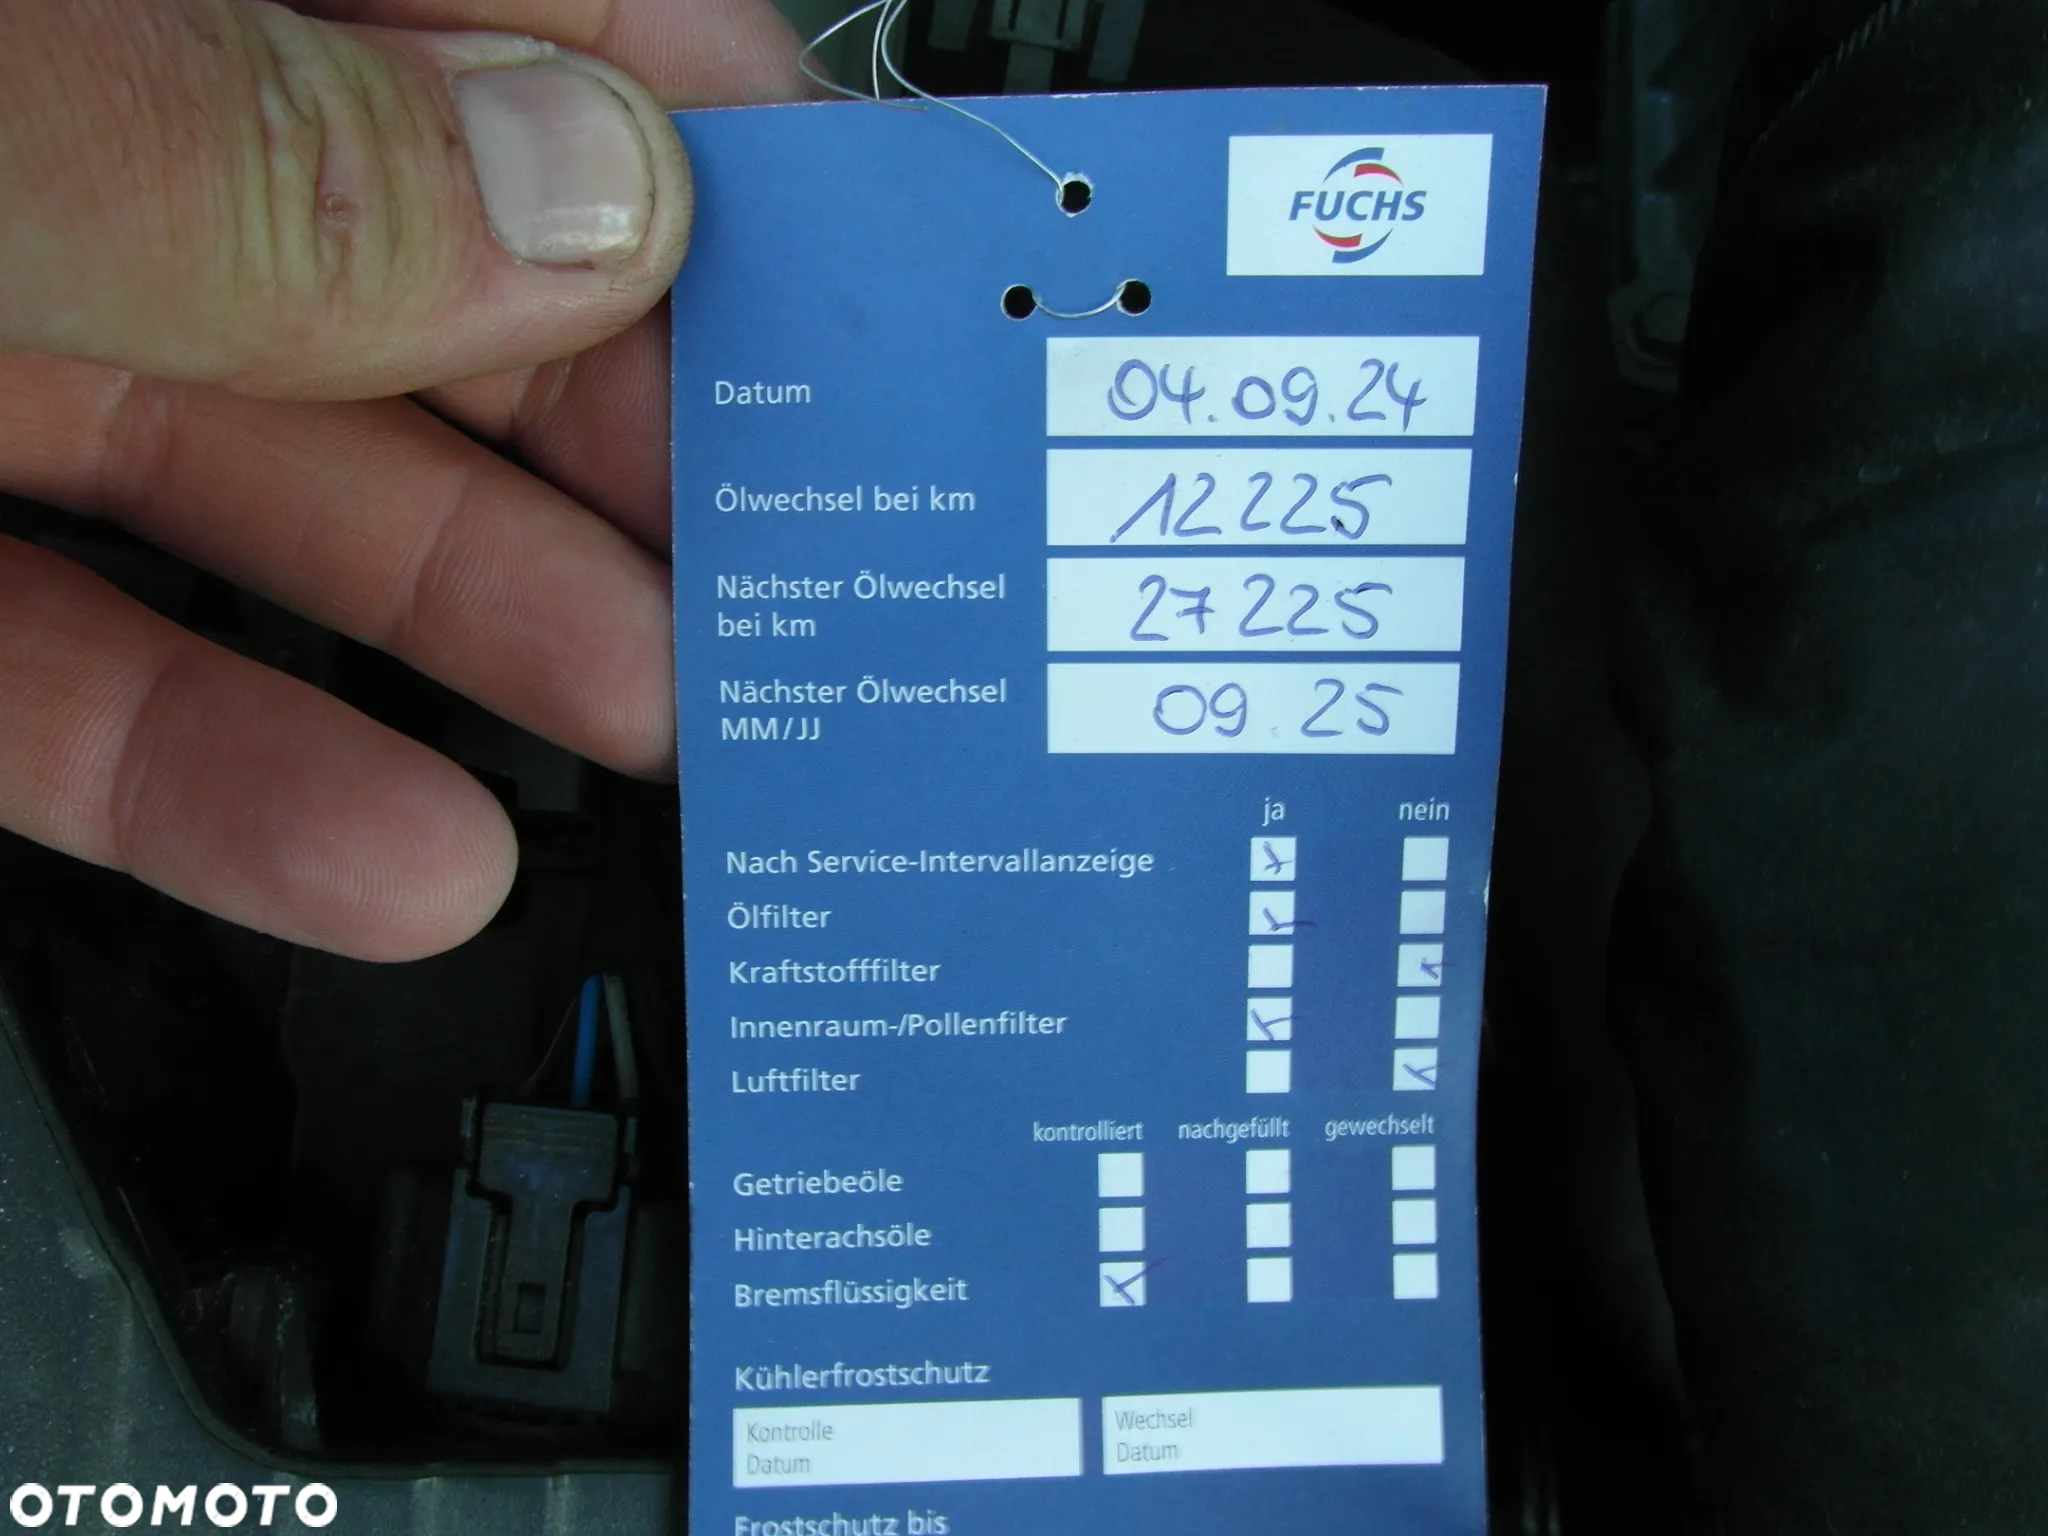 FUCHS
Datum 04.09.24
Ölwechsel bei km 12225
Nächster Ölwechsel
bei km 27225
Nächster Ölwechsel
MM/JJ 09.25
ja nein
Nach Service-Intervallanzeige
Ölfilter
Kraftstofffilter
Innenraum-/Pollenfilter
Luftfilter
kontrolliert nachgefüllt gewechselt
Getriebeöle
Hinterachsöle
Bremsflüssigkeit
Kühlerfrostschutz
Kontrolle Wechsel
Datum Datum
Frostschutz bis
OTOMOTO